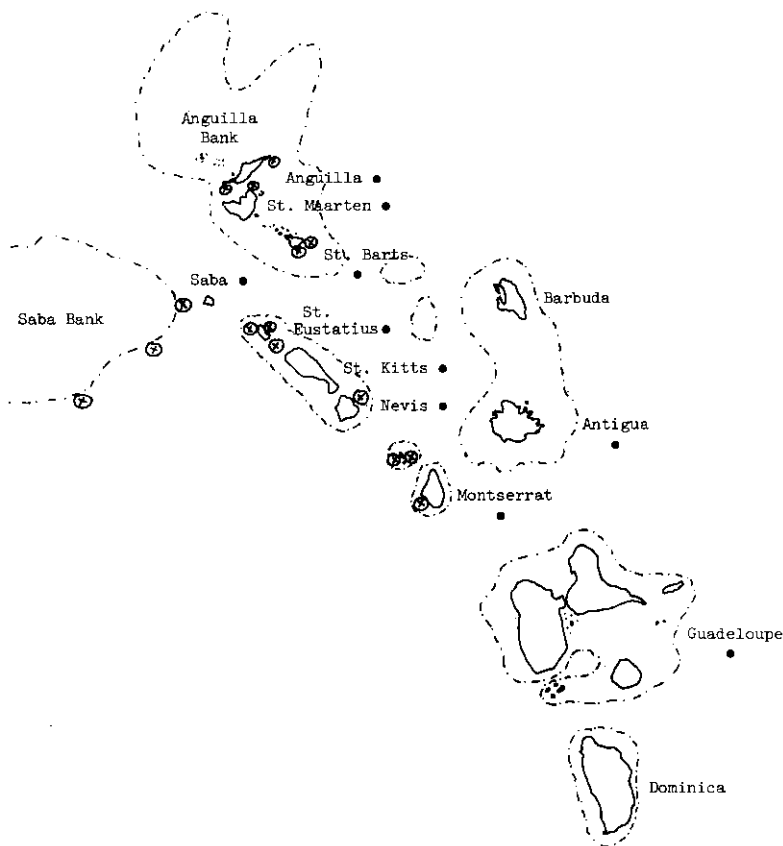 Anguilla
Bank
Anguilla
St. Maarten
St. Barts
Saba
Barbuda
Saba Bank
St.
Eustatius
St. Kitts
Nevis
Antigua
Montserrat
Guadeloupe
Dominica